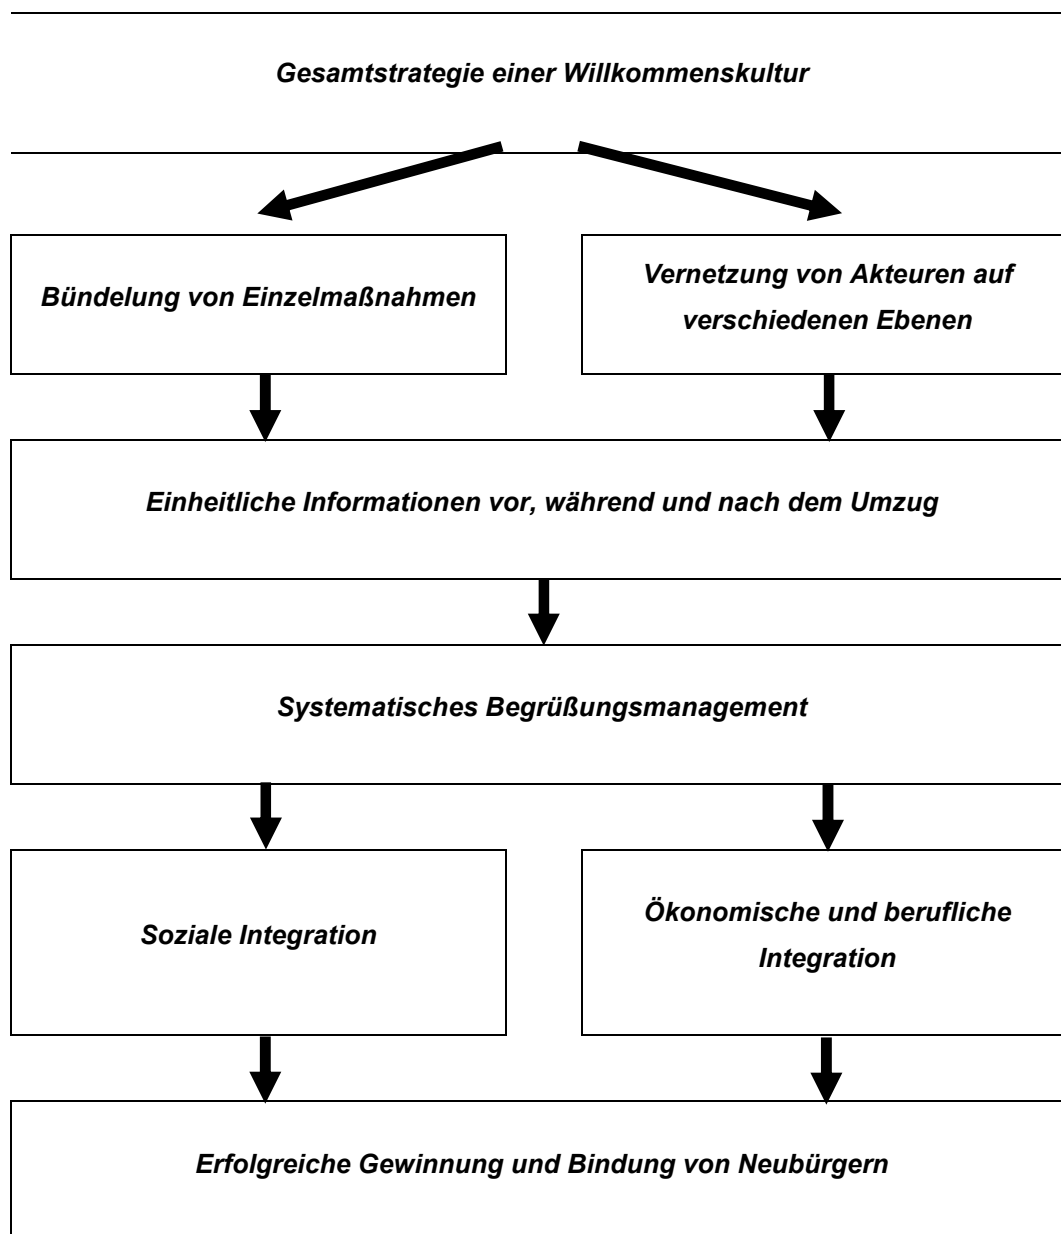 Gesamtstrategie einer Willkommenskultur
Bündelung von Einzelmaßnahmen
Vernetzung von Akteuren auf
verschiedenen Ebenen
Einheitliche Informationen vor, während und nach dem Umzug
Systematisches Begrüßungsmanagement
Soziale Integration
Ökonomische und berufliche
Integration
Erfolgreiche Gewinnung und Bindung von Neubürgern